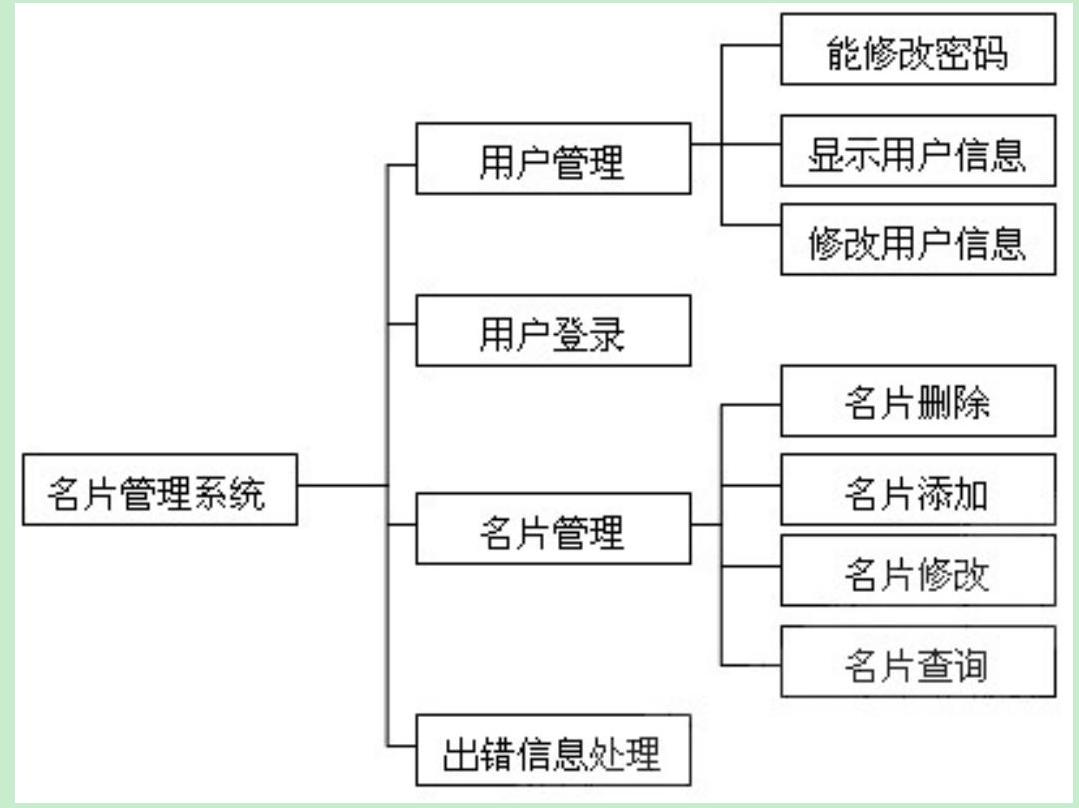 名片管理系统
用户管理
能修改密码
显示用户信息
修改用户信息
用户登录
名片管理
名片删除
名片添加
名片修改
名片查询
出错信息处理